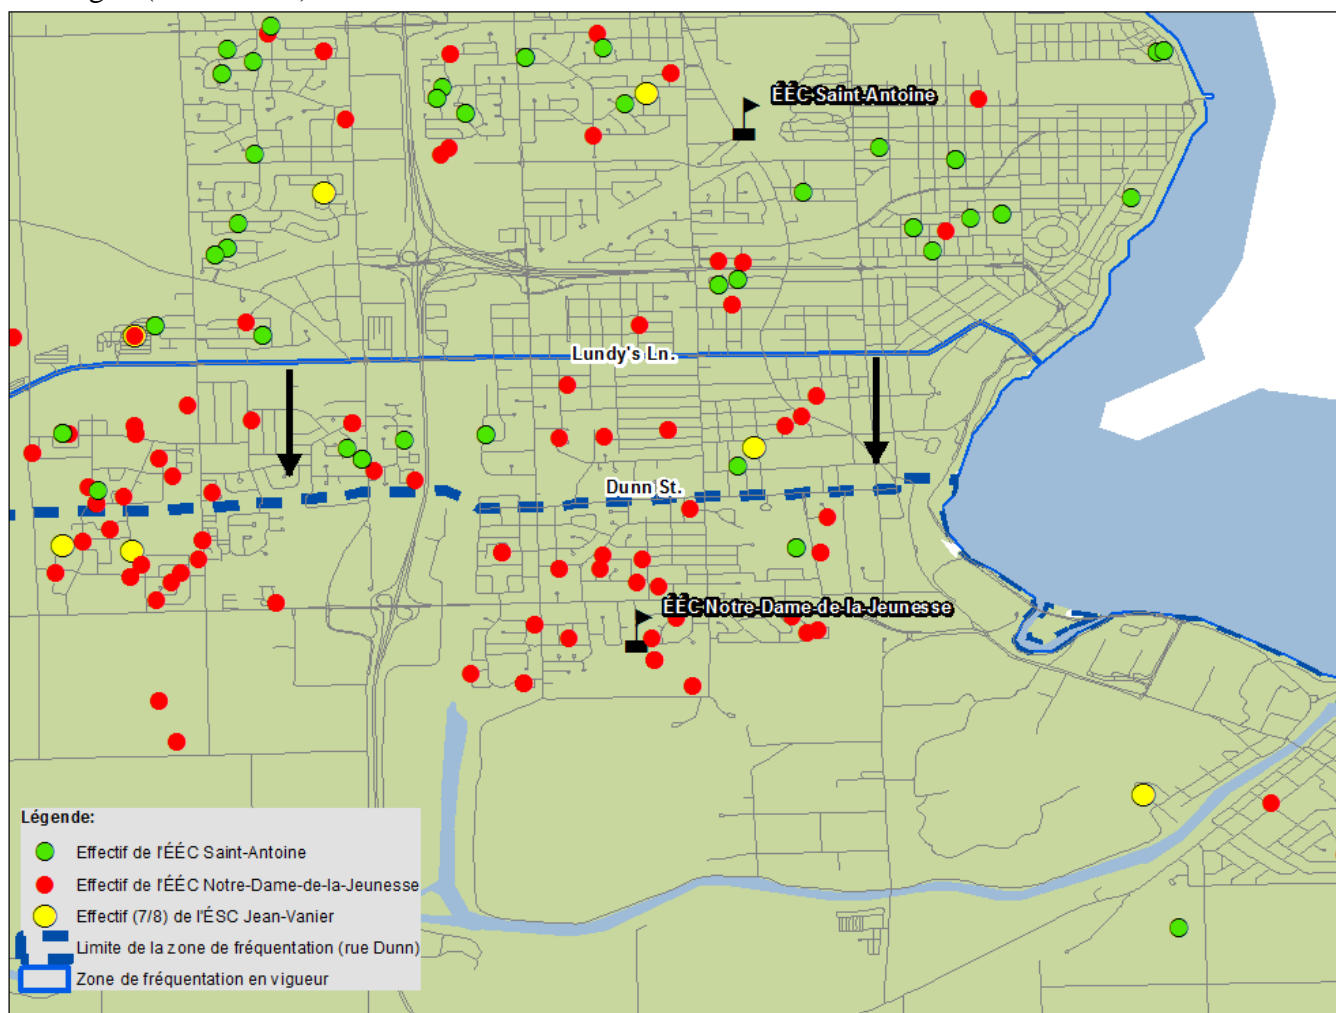 ÉÉC Saint-Antoine
Lundy's Ln.
Dunn St.
ÉÉC Notre-Dame-de-la-Jeunesse
Légende:
Effectif de l'ÉÉC Saint-Antoine
Effectif de l'ÉÉC Notre-Dame-de-la-Jeunesse
Effectif (7/8) de l'ÉSC Jean-Vanier
Limite de la zone de fréquentation (rue Dunn)
Zone de fréquentation en vigueur